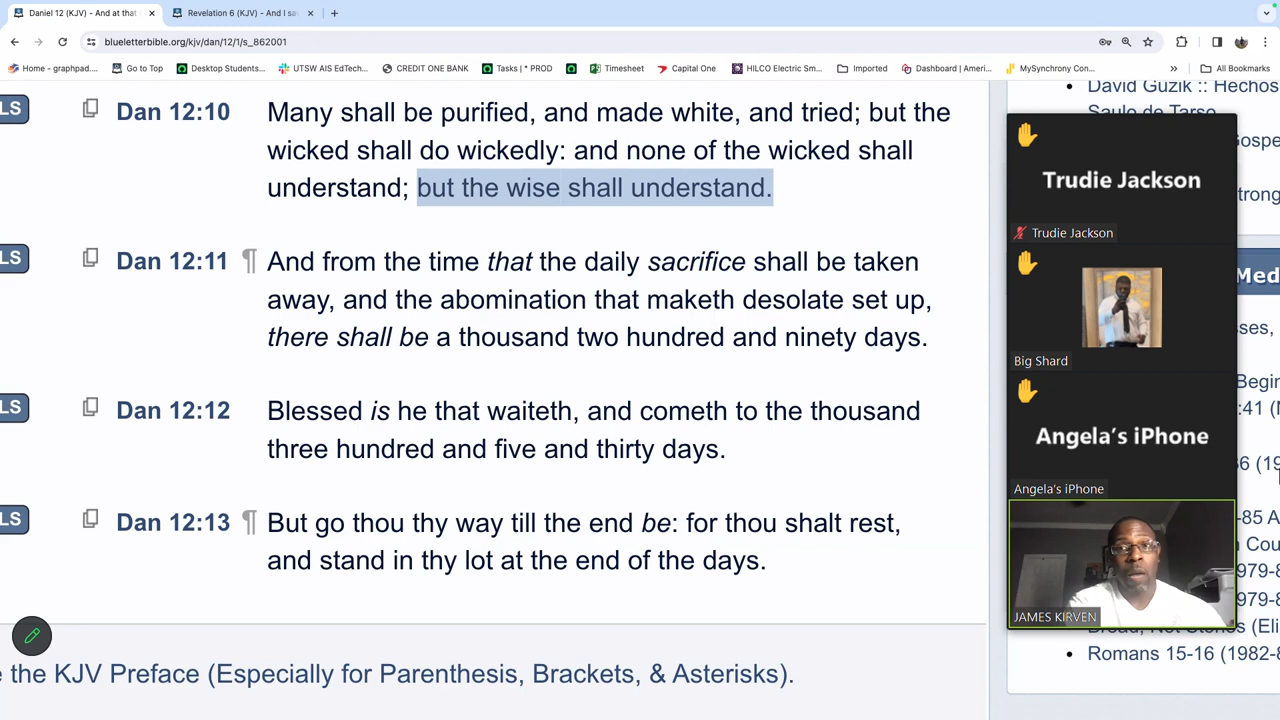 Daniel 12 (KJV) - And at that
Revelation 6 (KJV) - And I sa
blueletterbible.org/kjv/dan/12/1/s_862001
Home - graphpad....
Go to Top
Desktop Students...
UTSW AIS EdTech...
CREDIT ONE BANK
Tasks | * PROD
Timesheet
Capital One
HILCO Electric Sm...
Imported
Dashboard | Ameri...
MySynchrony Con...
»
All Bookmarks
LS
Dan 12:10
Many shall be purified, and made white, and tried; but the
wicked shall do wickedly: and none of the wicked shall
understand; but the wise shall understand.
LS
Dan 12:11 ¶
And from the time that the daily sacrifice shall be taken
away, and the abomination that maketh desolate set up,
there shall be a thousand two hundred and ninety days.
LS
Dan 12:12
Blessed is he that waiteth, and cometh to the thousand
three hundred and five and thirty days.
LS
Dan 12:13 ¶
But go thou thy way till the end be: for thou shalt rest,
and stand in thy lot at the end of the days.
e the KJV Preface (Especially for Parenthesis, Brackets, & Asterisks).
David Guzik :: Hechos
Saulo de Tarso
Trudie Jackson
Trudie Jackson
Big Shard
Angela's iPhone
Angela's iPhone
JAMES KIRVEN
Med
Romans 15-16 (1982-8